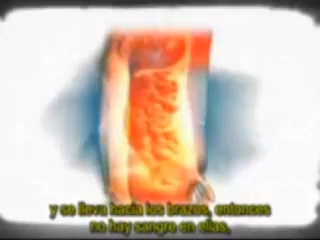 y se lleva hacia los brazos, entonces
no hay sangre en ellas,